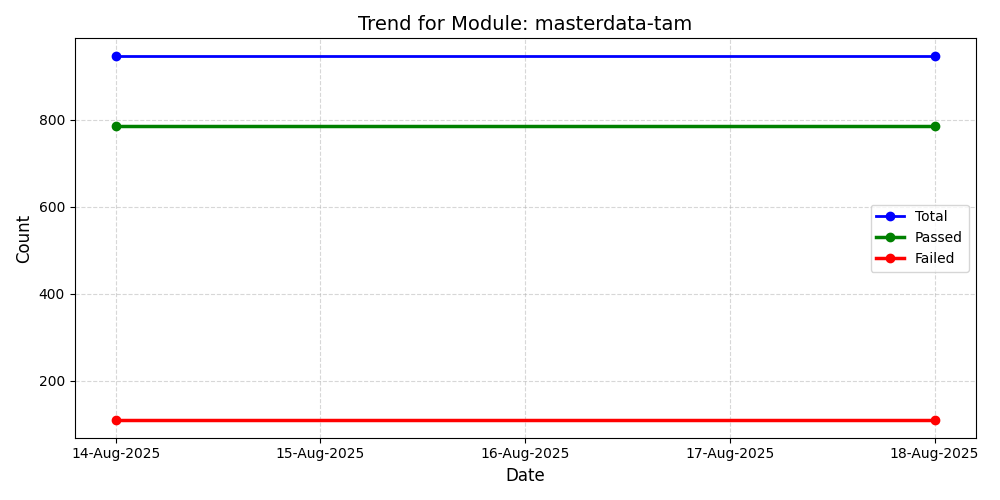 Trend for Module: masterdata-tam
Count
800
600
400
200
Total
Passed
Failed
14-Aug-2025
15-Aug-2025
16-Aug-2025
17-Aug-2025
18-Aug-2025
Date